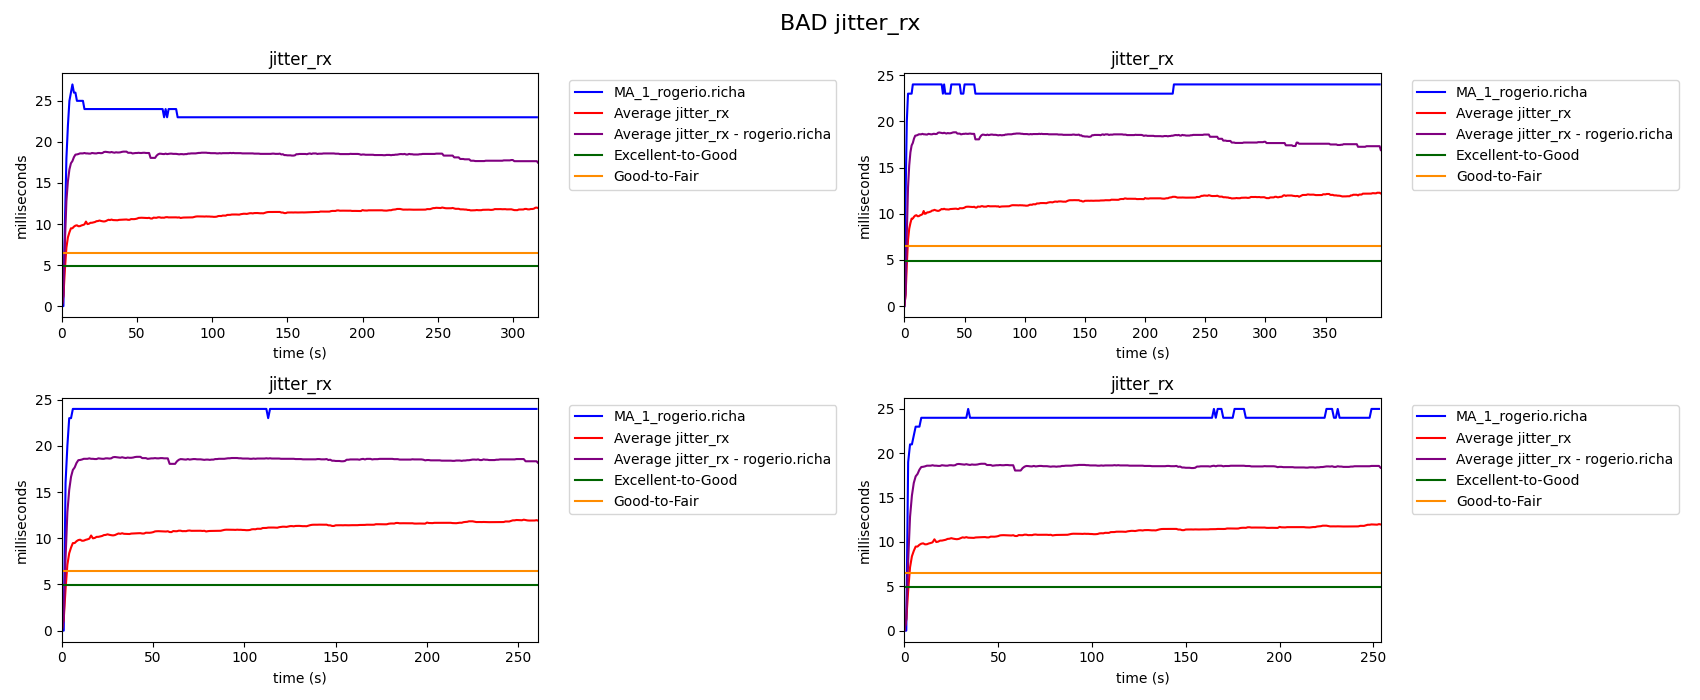 BAD jitter_rx
jitter_rx
milliseconds
25
20
15
10
5
0
0 50 100 150 200 250 300
time (s)
MA_1_rogerio.richa
Average jitter_rx
Average jitter_rx - rogerio.richa
Excellent-to-Good
Good-to-Fair
jitter_rx
milliseconds
25
20
15
10
5
0
0 50 100 150 200 250 300 350
time (s)
MA_1_rogerio.richa
Average jitter_rx
Average jitter_rx - rogerio.richa
Excellent-to-Good
Good-to-Fair
jitter_rx
milliseconds
25
20
15
10
5
0
0 50 100 150 200 250
time (s)
MA_1_rogerio.richa
Average jitter_rx
Average jitter_rx - rogerio.richa
Excellent-to-Good
Good-to-Fair
jitter_rx
milliseconds
25
20
15
10
5
0
0 50 100 150 200 250
time (s)
MA_1_rogerio.richa
Average jitter_rx
Average jitter_rx - rogerio.richa
Excellent-to-Good
Good-to-Fair